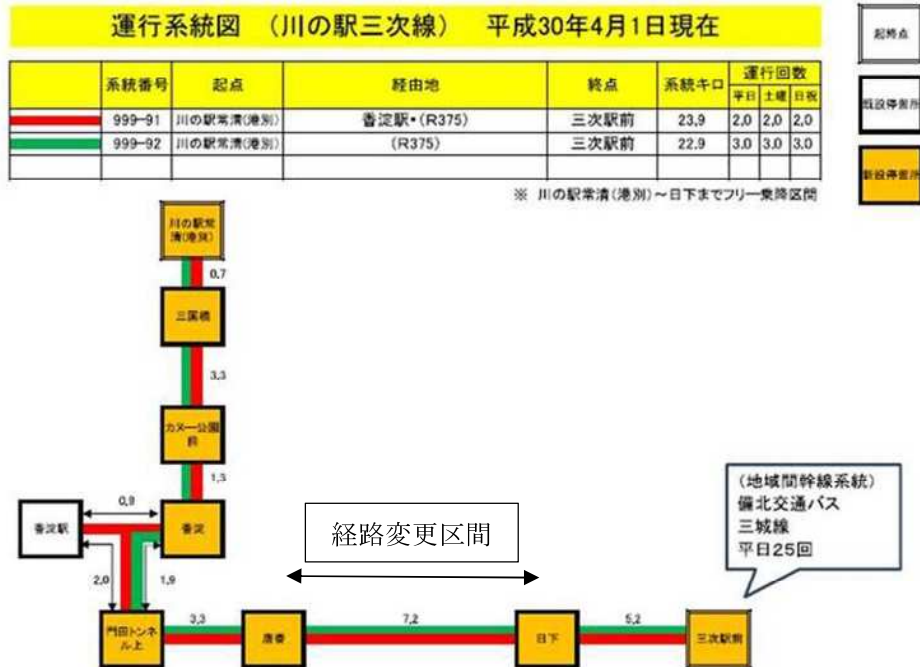 運行系統図 (川の駅三次線) 平成30年4月1日現在
起終点
既設停留所
新設停留所
系統番号 起点 経由地 終点 系統キロ 運行回数
平日 土曜 日祝
999-91 川の駅常清(港別) 香淀駅・(R375) 三次駅前 23.9 2.0 2.0 2.0
999-92 川の駅常清(港別) (R375) 三次駅前 22.9 3.0 3.0 3.0
※ 川の駅常清(港別)~日下までフリー乗降区間
川の駅常
清(港別)
0.7
三国橋
3.3
カヌー公園
前
1.3
香淀駅
0.9
香淀
2.0
1.9
経路変更区間
(地域間幹線系統)
備北交通バス
三城線
平日25回
門田トンネ
ル上
3.3
唐香
7.2
日下
5.2
三次駅前